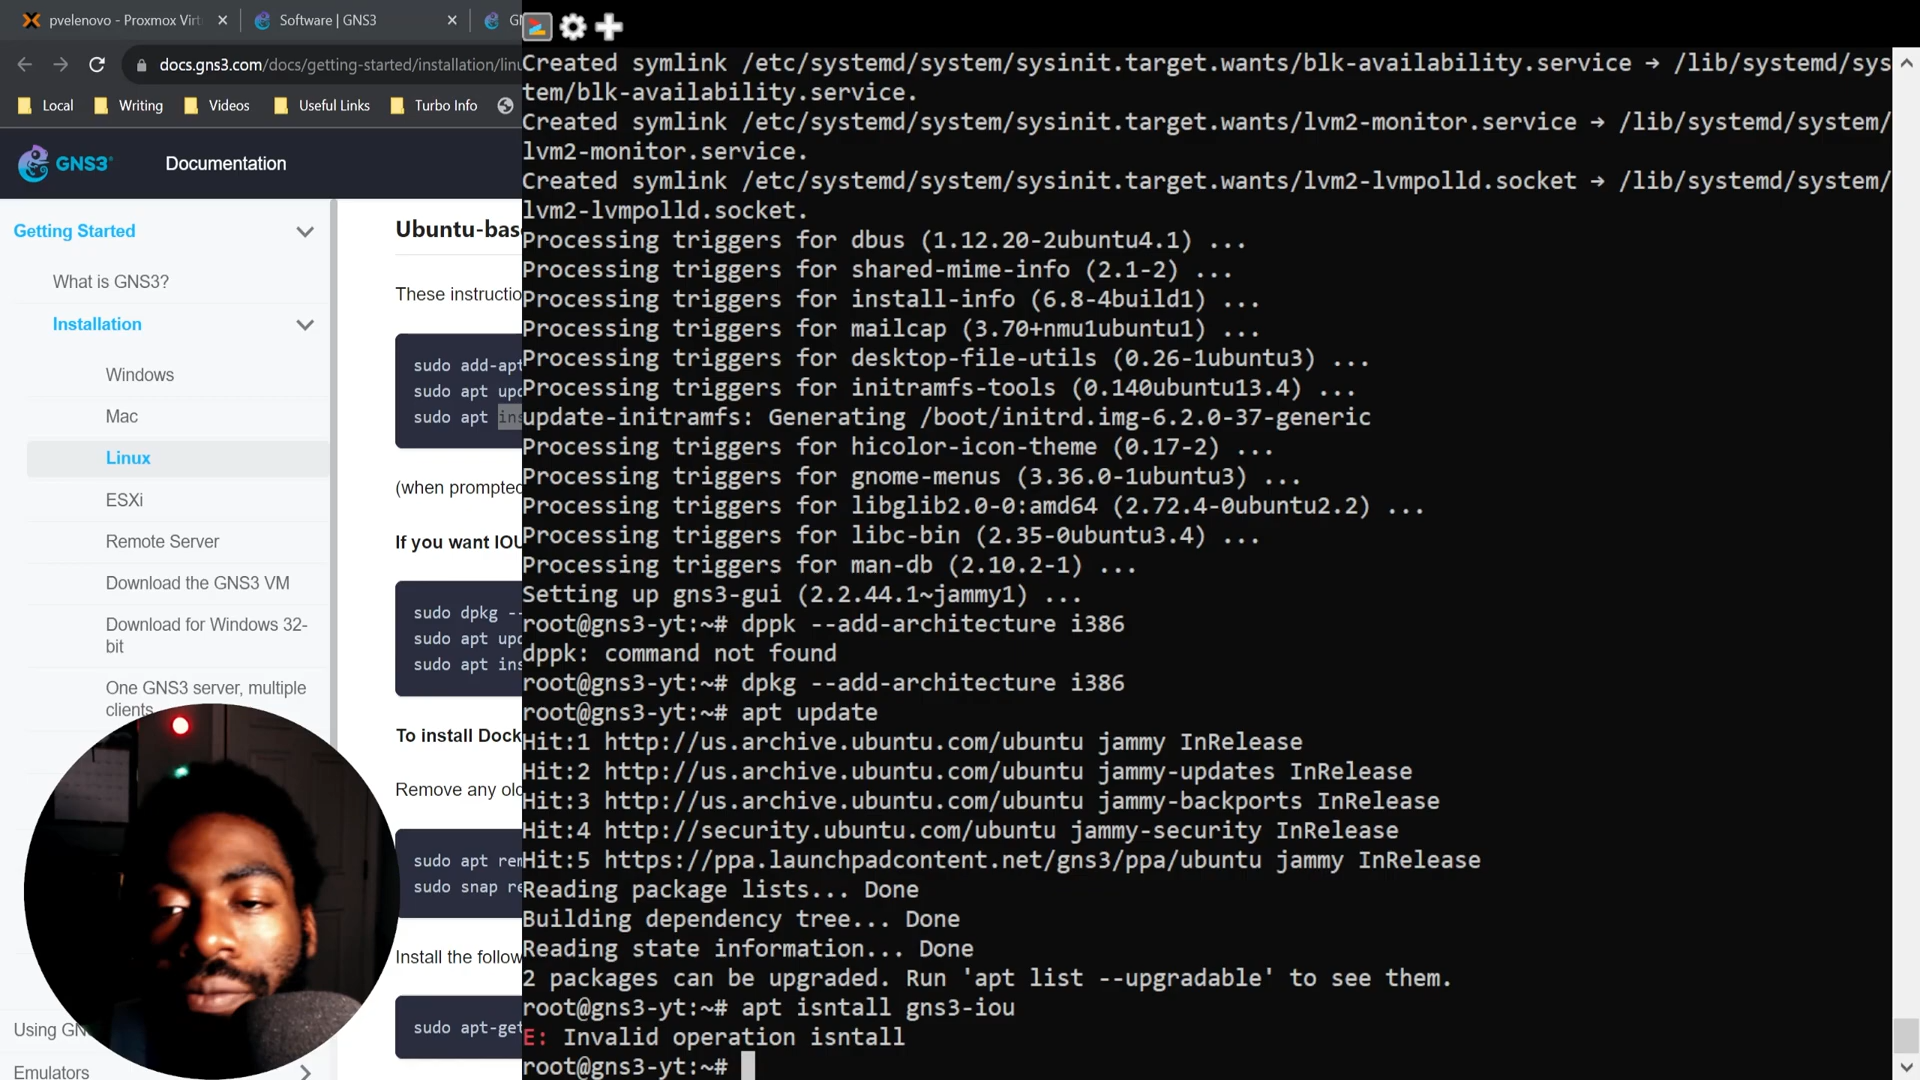 pvelenovo - Proxmox Virt
Software | GNS3
docs.gns3.com/docs/getting-started/installation/linu
Local
Writing
Videos
Useful Links
Turbo Info
GNS3
Documentation
Getting Started
What is GNS3?
Installation
Windows
Mac
Linux
ESXi
Remote Server
Download the GNS3 VM
Download for Windows 32-
bit
One GNS3 server, multiple
clients
Emulators
Ubuntu-bas
These instructio
sudo add-apt
sudo apt upd
sudo apt ins
(when prompted
If you want IOU
sudo dpkg --
sudo apt upd
sudo apt ins
To install Dock
Remove any old
sudo apt rem
sudo snap re
Install the follow
sudo apt-get
Created symlink /etc/systemd/system/sysinit.target.wants/blk-availability.service → /lib/systemd/sys
tem/blk-availability.service.
Created symlink /etc/systemd/system/sysinit.target.wants/lvm2-monitor.service → /lib/systemd/system/
lvm2-monitor.service.
Created symlink /etc/systemd/system/sysinit.target.wants/lvm2-lvmpolld.socket → /lib/systemd/system/
lvm2-lvmpolld.socket.
Processing triggers for dbus (1.12.20-2ubuntu4.1) ...
Processing triggers for shared-mime-info (2.1-2) ...
Processing triggers for install-info (6.8-4build1) ...
Processing triggers for mailcap (3.70+nmu1ubuntu1) ...
Processing triggers for desktop-file-utils (0.26-1ubuntu3) ...
Processing triggers for initramfs-tools (0.140ubuntu13.4) ...
update-initramfs: Generating /boot/initrd.img-6.2.0-37-generic
Processing triggers for hicolor-icon-theme (0.17-2) ...
Processing triggers for gnome-menus (3.36.0-1ubuntu3) ...
Processing triggers for libglib2.0-0:amd64 (2.72.4-0ubuntu2.2) ...
Processing triggers for libc-bin (2.35-0ubuntu3.4) ...
Processing triggers for man-db (2.10.2-1) ...
Setting up gns3-gui (2.2.44.1~jammy1) ...
root@gns3-yt:~# dppk --add-architecture i386
dppk: command not found
root@gns3-yt:~# dpkg --add-architecture i386
root@gns3-yt:~# apt update
Hit:1 http://us.archive.ubuntu.com/ubuntu jammy InRelease
Hit:2 http://us.archive.ubuntu.com/ubuntu jammy-updates InRelease
Hit:3 http://us.archive.ubuntu.com/ubuntu jammy-backports InRelease
Hit:4 http://security.ubuntu.com/ubuntu jammy-security InRelease
Hit:5 https://ppa.launchpadcontent.net/gns3/ppa/ubuntu jammy InRelease
Reading package lists... Done
Building dependency tree... Done
Reading state information... Done
2 packages can be upgraded. Run 'apt list --upgradable' to see them.
root@gns3-yt:~# apt isntall gns3-iou
E: Invalid operation isntall
root@gns3-yt:~#